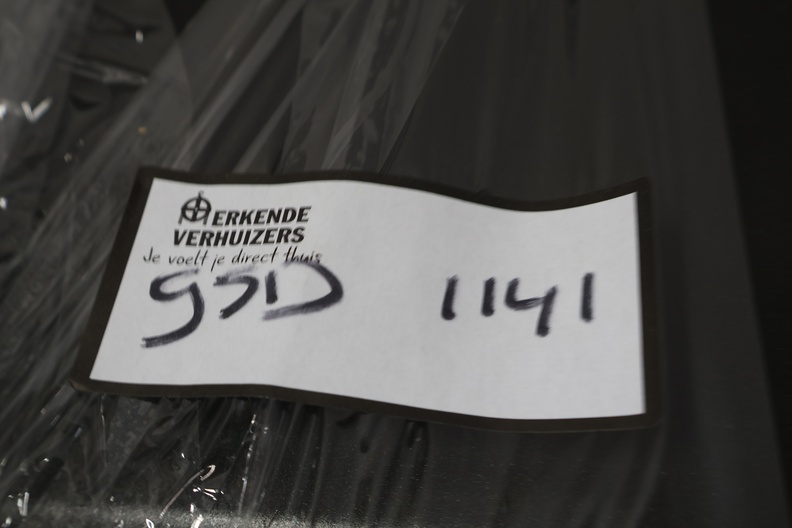 ERKENDE
VERHUIZERS
Je voelt je direct thuis
GSD 1141